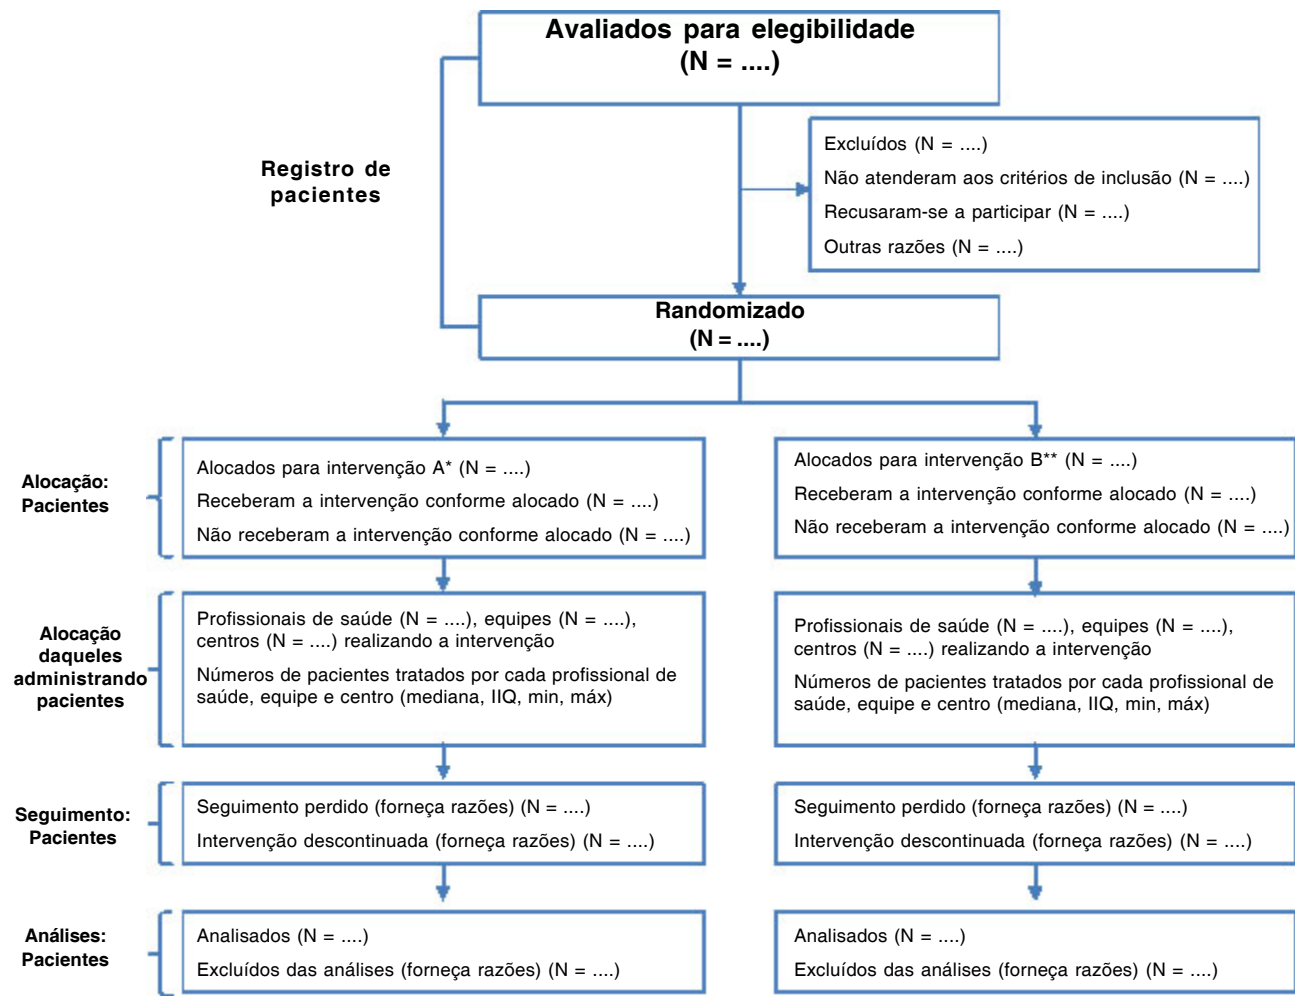 Avaliados para elegibilidade
(N = ....)
Registro de
pacientes
Excluídos (N = ....)
Não atenderam aos critérios de inclusão (N = ....)
Recusaram-se a participar (N = ....)
Outras razões (N = ....)
Randomizado
(N = ....)
Alocação:
Pacientes
Alocados para intervenção A* (N = ....)
Receberam a intervenção conforme alocado (N = ....)
Não receberam a intervenção conforme alocado (N = ....)
Alocados para intervenção B** (N = ....)
Receberam a intervenção conforme alocado (N = ....)
Não receberam a intervenção conforme alocado (N = ....)
Alocação
daqueles
administrando
pacientes
Profissionais de saúde (N = ....), equipes (N = ....),
centros (N = ....) realizando a intervenção
Números de pacientes tratados por cada profissional de
saúde, equipe e centro (mediana, IIQ, min, máx)
Profissionais de saúde (N = ....), equipes (N = ....),
centros (N = ....) realizando a intervenção
Números de pacientes tratados por cada profissional de
saúde, equipe e centro (mediana, IIQ, min, máx)
Seguimento:
Pacientes
Seguimento perdido (forneça razões) (N = ....)
Intervenção descontinuada (forneça razões) (N = ....)
Seguimento perdido (forneça razões) (N = ....)
Intervenção descontinuada (forneça razões) (N = ....)
Análises:
Pacientes
Analisados (N = ....)
Excluídos das análises (forneça razões) (N = ....)
Analisados (N = ....)
Excluídos das análises (forneça razões) (N = ....)